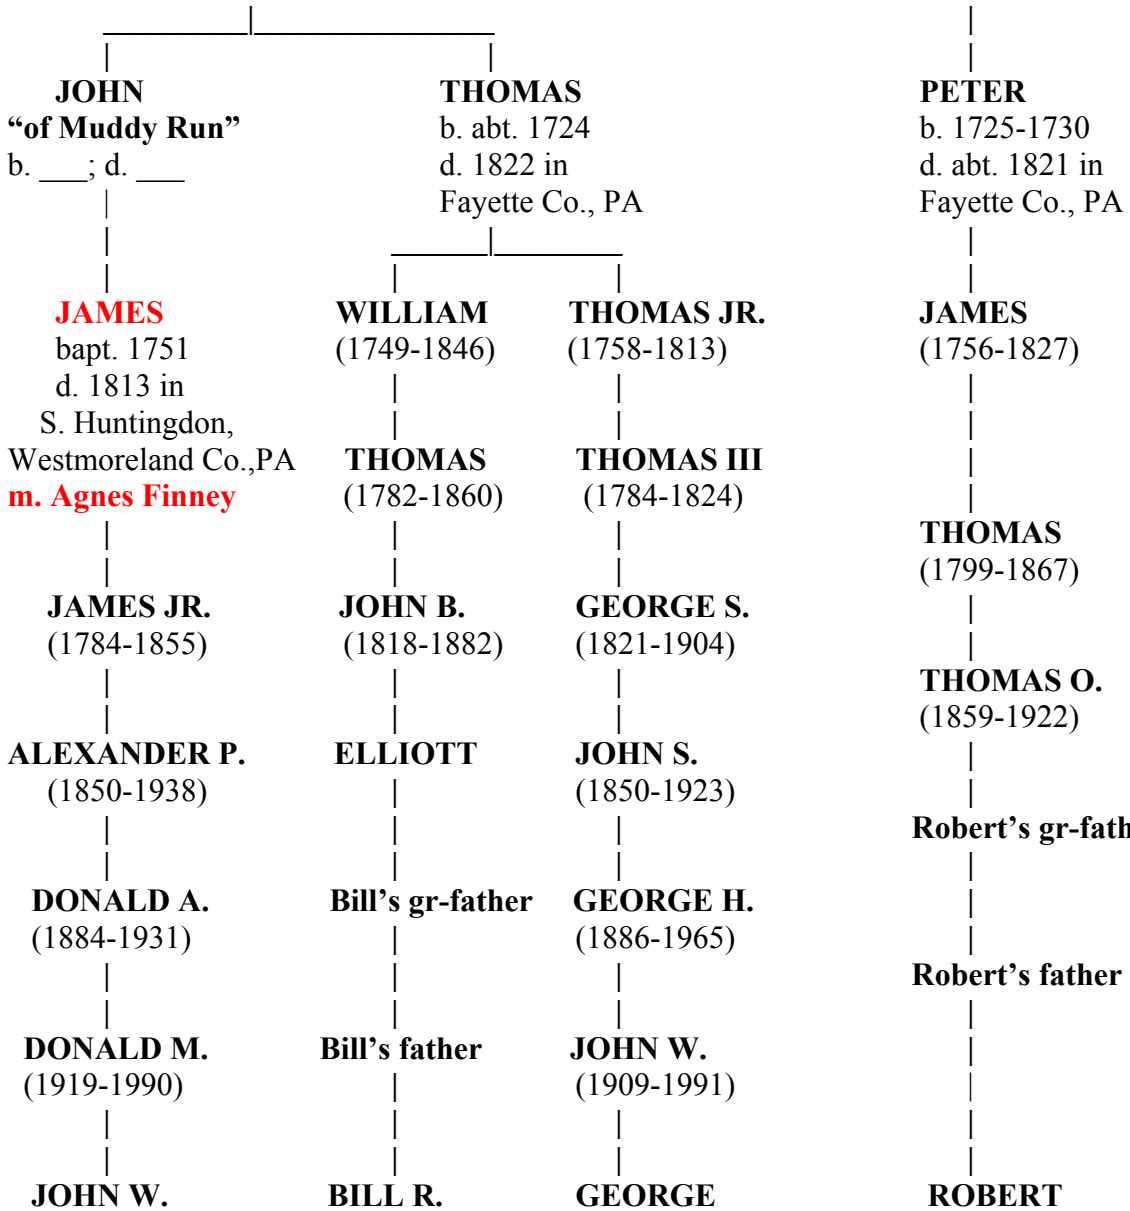 JOHN THOMAS PETER
“of Muddy Run” b. abt. 1724 b. 1725-1730
b. ___; d. ___ d. 1822 in d. abt. 1821 in
Fayette Co., PA Fayette Co., PA
JAMES WILLIAM THOMAS JR. JAMES
bapt. 1751 (1749-1846) (1758-1813) (1756-1827)
d. 1813 in
S. Huntingdon,
Westmoreland Co.,PA THOMAS THOMAS III
m. Agnes Finney (1782-1860) (1784-1824)
THOMAS
(1799-1867)
JAMES JR. JOHN B. GEORGE S.
(1784-1855) (1818-1882) (1821-1904)
THOMAS O.
(1859-1922)
ALEXANDER P. ELLIOTT JOHN S.
(1850-1938) (1850-1923)
Robert’s gr-fath
DONALD A. Bill’s gr-father GEORGE H.
(1884-1931) (1886-1965)
Robert’s father
DONALD M. Bill’s father JOHN W.
(1919-1990) (1909-1991)
JOHN W. BILL R. GEORGE ROBERT